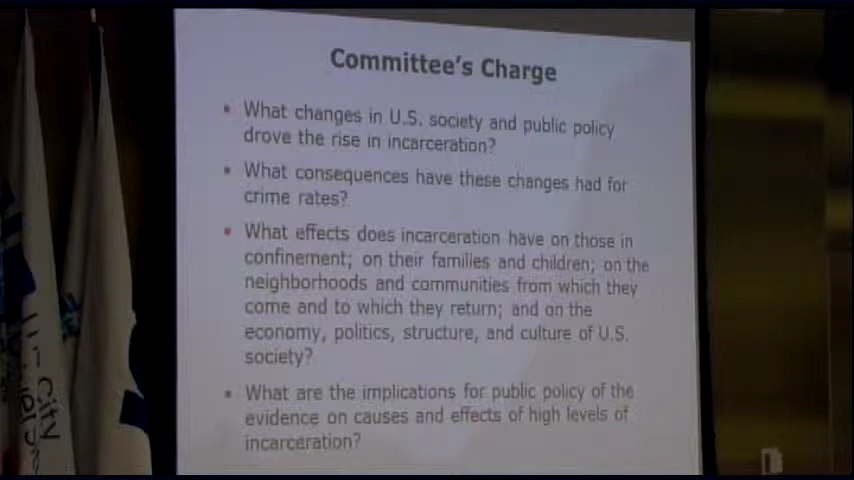 Committee's Charge
• What changes in U.S. society and public policy
drove the rise in incarceration?
• What consequences have these changes had for
crime rates?
• What effects does incarceration have on those in
confinement; on their families and children; on the
neighborhoods and communities from which they
come and to which they return; and on the
economy, politics, structure, and culture of U.S.
society?
• What are the implications for public policy of the
evidence on causes and effects of high levels of
incarceration?
City